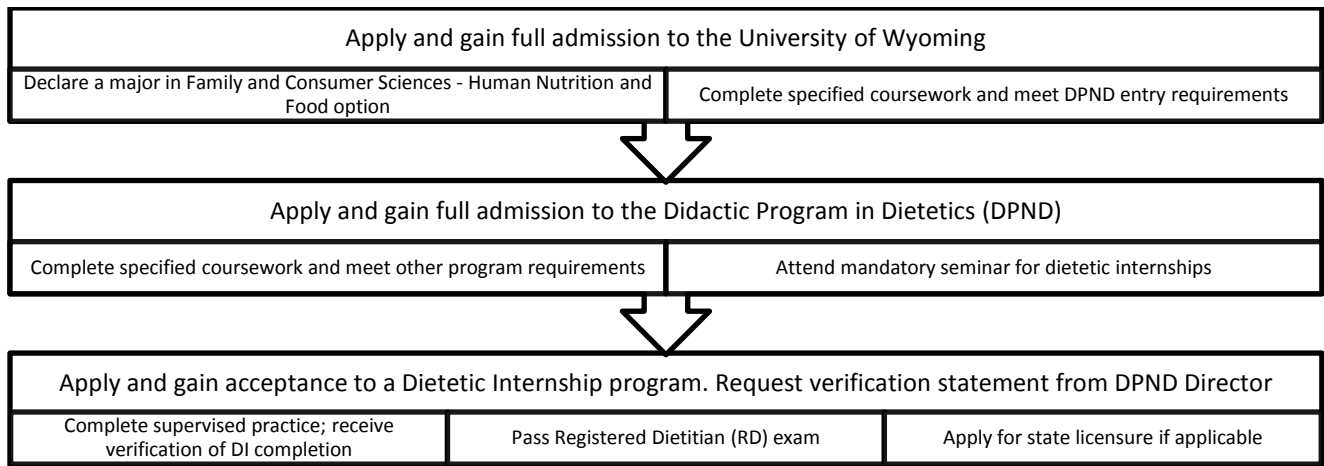 Apply and gain full admission to the University of Wyoming
Declare a major in Family and Consumer Sciences - Human Nutrition and
Food option
Complete specified coursework and meet DPND entry requirements
Apply and gain full admission to the Didactic Program in Dietetics (DPND)
Complete specified coursework and meet other program requirements
Attend mandatory seminar for dietetic internships
Apply and gain acceptance to a Dietetic Internship program. Request verification statement from DPND Director
Complete supervised practice; receive
verification of DI completion
Pass Registered Dietitian (RD) exam
Apply for state licensure if applicable